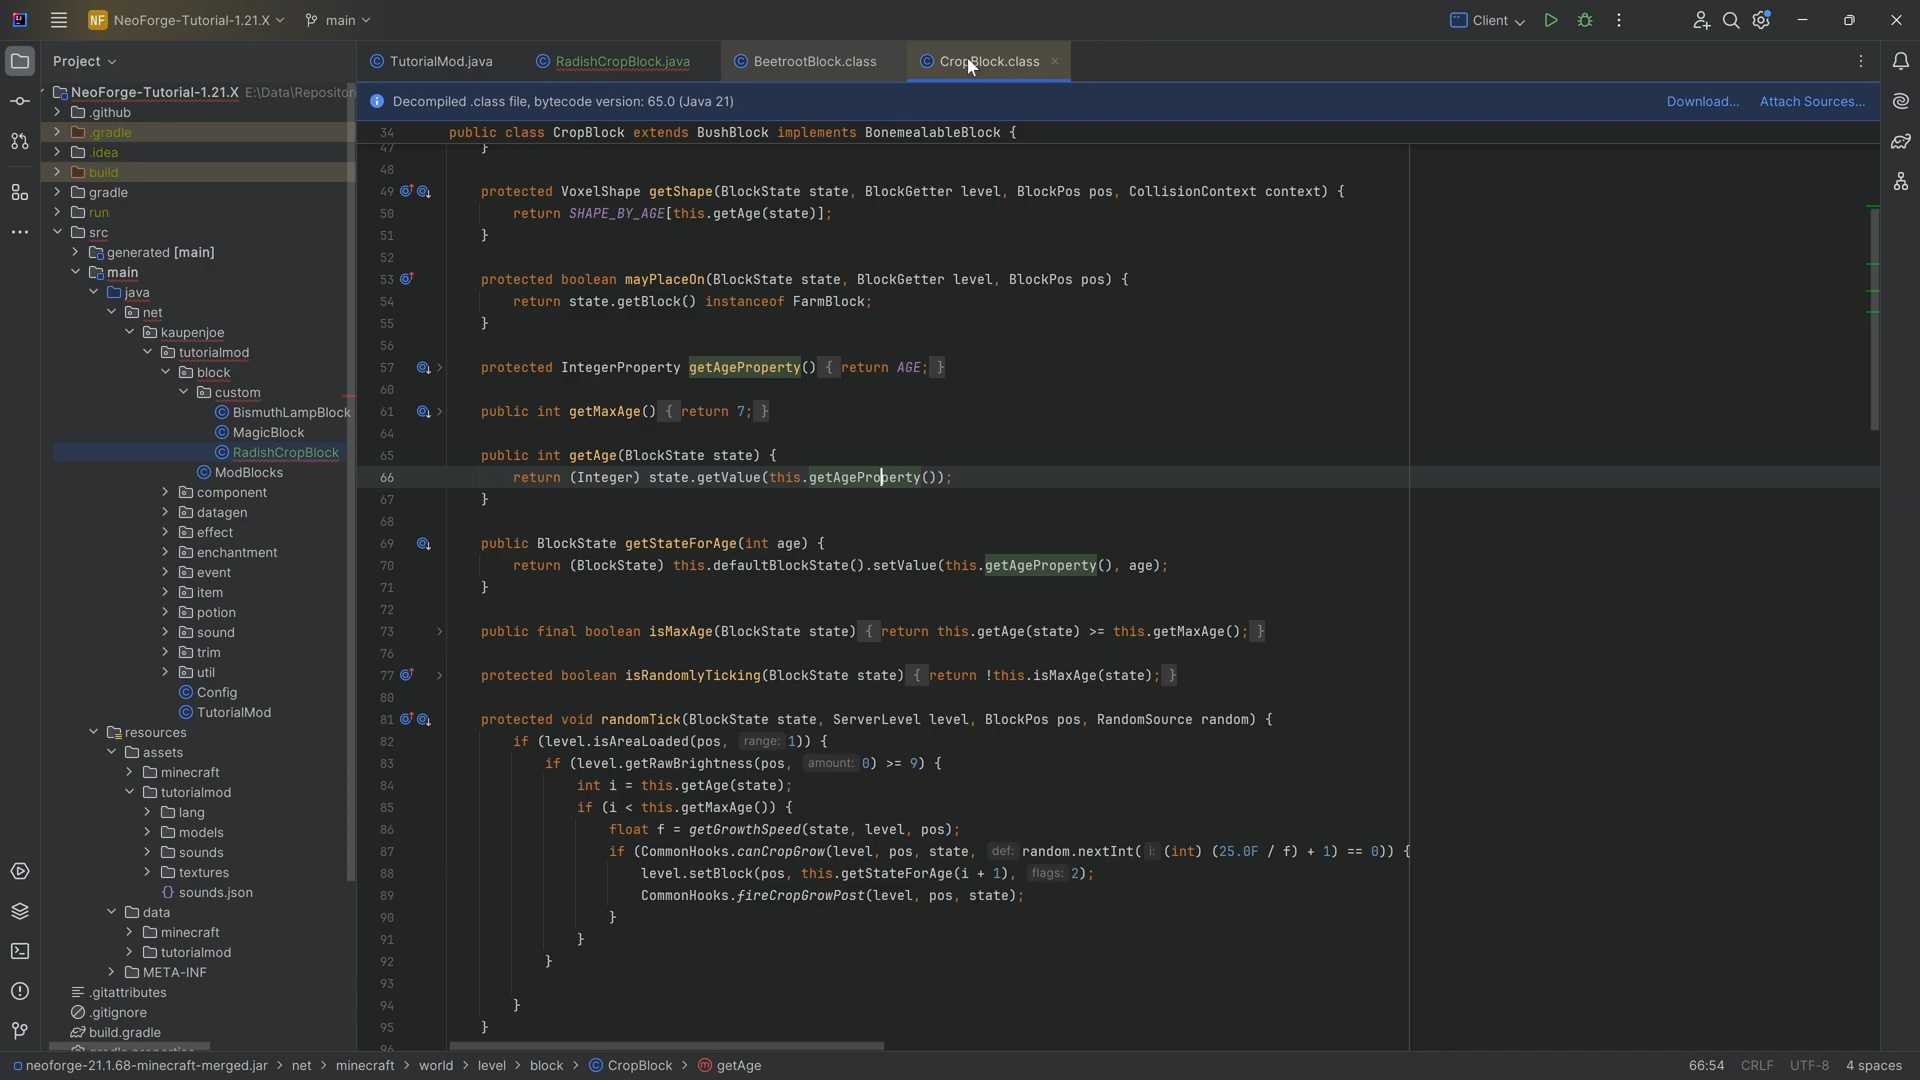 NF NeoForge-Tutorial-1.21.X main Client
Project
TutorialMod.java RadishCropBlock.java BeetrootBlock.class CropBlock.class
Decompiled .class file, bytecode version: 65.0 (Java 21) Download... Attach Sources...
NeoForge-Tutorial-1.21.X E:\Data\Repositor
.github
.gradle
.idea
build
gradle
run
src
generated [main]
main
java
net
kaupenjoe
tutorialmod
block
custom
BismuthLampBlock
MagicBlock
RadishCropBlock
ModBlocks
component
datagen
effect
enchantment
event
item
potion
sound
trim
util
Config
TutorialMod
resources
assets
minecraft
tutorialmod
lang
models
sounds
textures
sounds.json
data
minecraft
tutorialmod
META-INF
.gitattributes
.gitignore
build.gradle
34 public class CropBlock extends BushBlock implements BonemealableBlock {
47 }
48
49 protected VoxelShape getShape(BlockState state, BlockGetter level, BlockPos pos, CollisionContext context) {
50 return SHAPE_BY_AGE[this.getAge(state)];
51 }
52
53 protected boolean mayPlaceOn(BlockState state, BlockGetter level, BlockPos pos) {
54 return state.getBlock() instanceof FarmBlock;
55 }
56
57 protected IntegerProperty getAgeProperty() { return AGE; }
60
61 public int getMaxAge() { return 7; }
64
65 public int getAge(BlockState state) {
66 return (Integer) state.getValue(this.getAgeProperty());
67 }
68
69 public BlockState getStateForAge(int age) {
70 return (BlockState) this.defaultBlockState().setValue(this.getAgeProperty(), age);
71 }
72
73 public final boolean isMaxAge(BlockState state) { return this.getAge(state) >= this.getMaxAge(); }
76
77 protected boolean isRandomlyTicking(BlockState state) { return !this.isMaxAge(state); }
80
81 protected void randomTick(BlockState state, ServerLevel level, BlockPos pos, RandomSource random) {
82 if (level.isAreaLoaded(pos, range: 1)) {
83 if (level.getRawBrightness(pos, amount: 0) >= 9) {
84 int i = this.getAge(state);
85 if (i < this.getMaxAge()) {
86 float f = getGrowthSpeed(state, level, pos);
87 if (CommonHooks.canCropGrow(level, pos, state, def: random.nextInt( i: (int) (25.0F / f) + 1) == 0)) {
88 level.setBlock(pos, this.getStateForAge(i + 1), flags: 2);
89 CommonHooks.fireCropGrowPost(level, pos, state);
90 }
91 }
92 }
93
94 }
95 }
96
neoforge-21.1.68-minecraft-merged.jar > net > minecraft > world > level > block > CropBlock > getAge 66:54 CRLF UTF-8 4 spaces